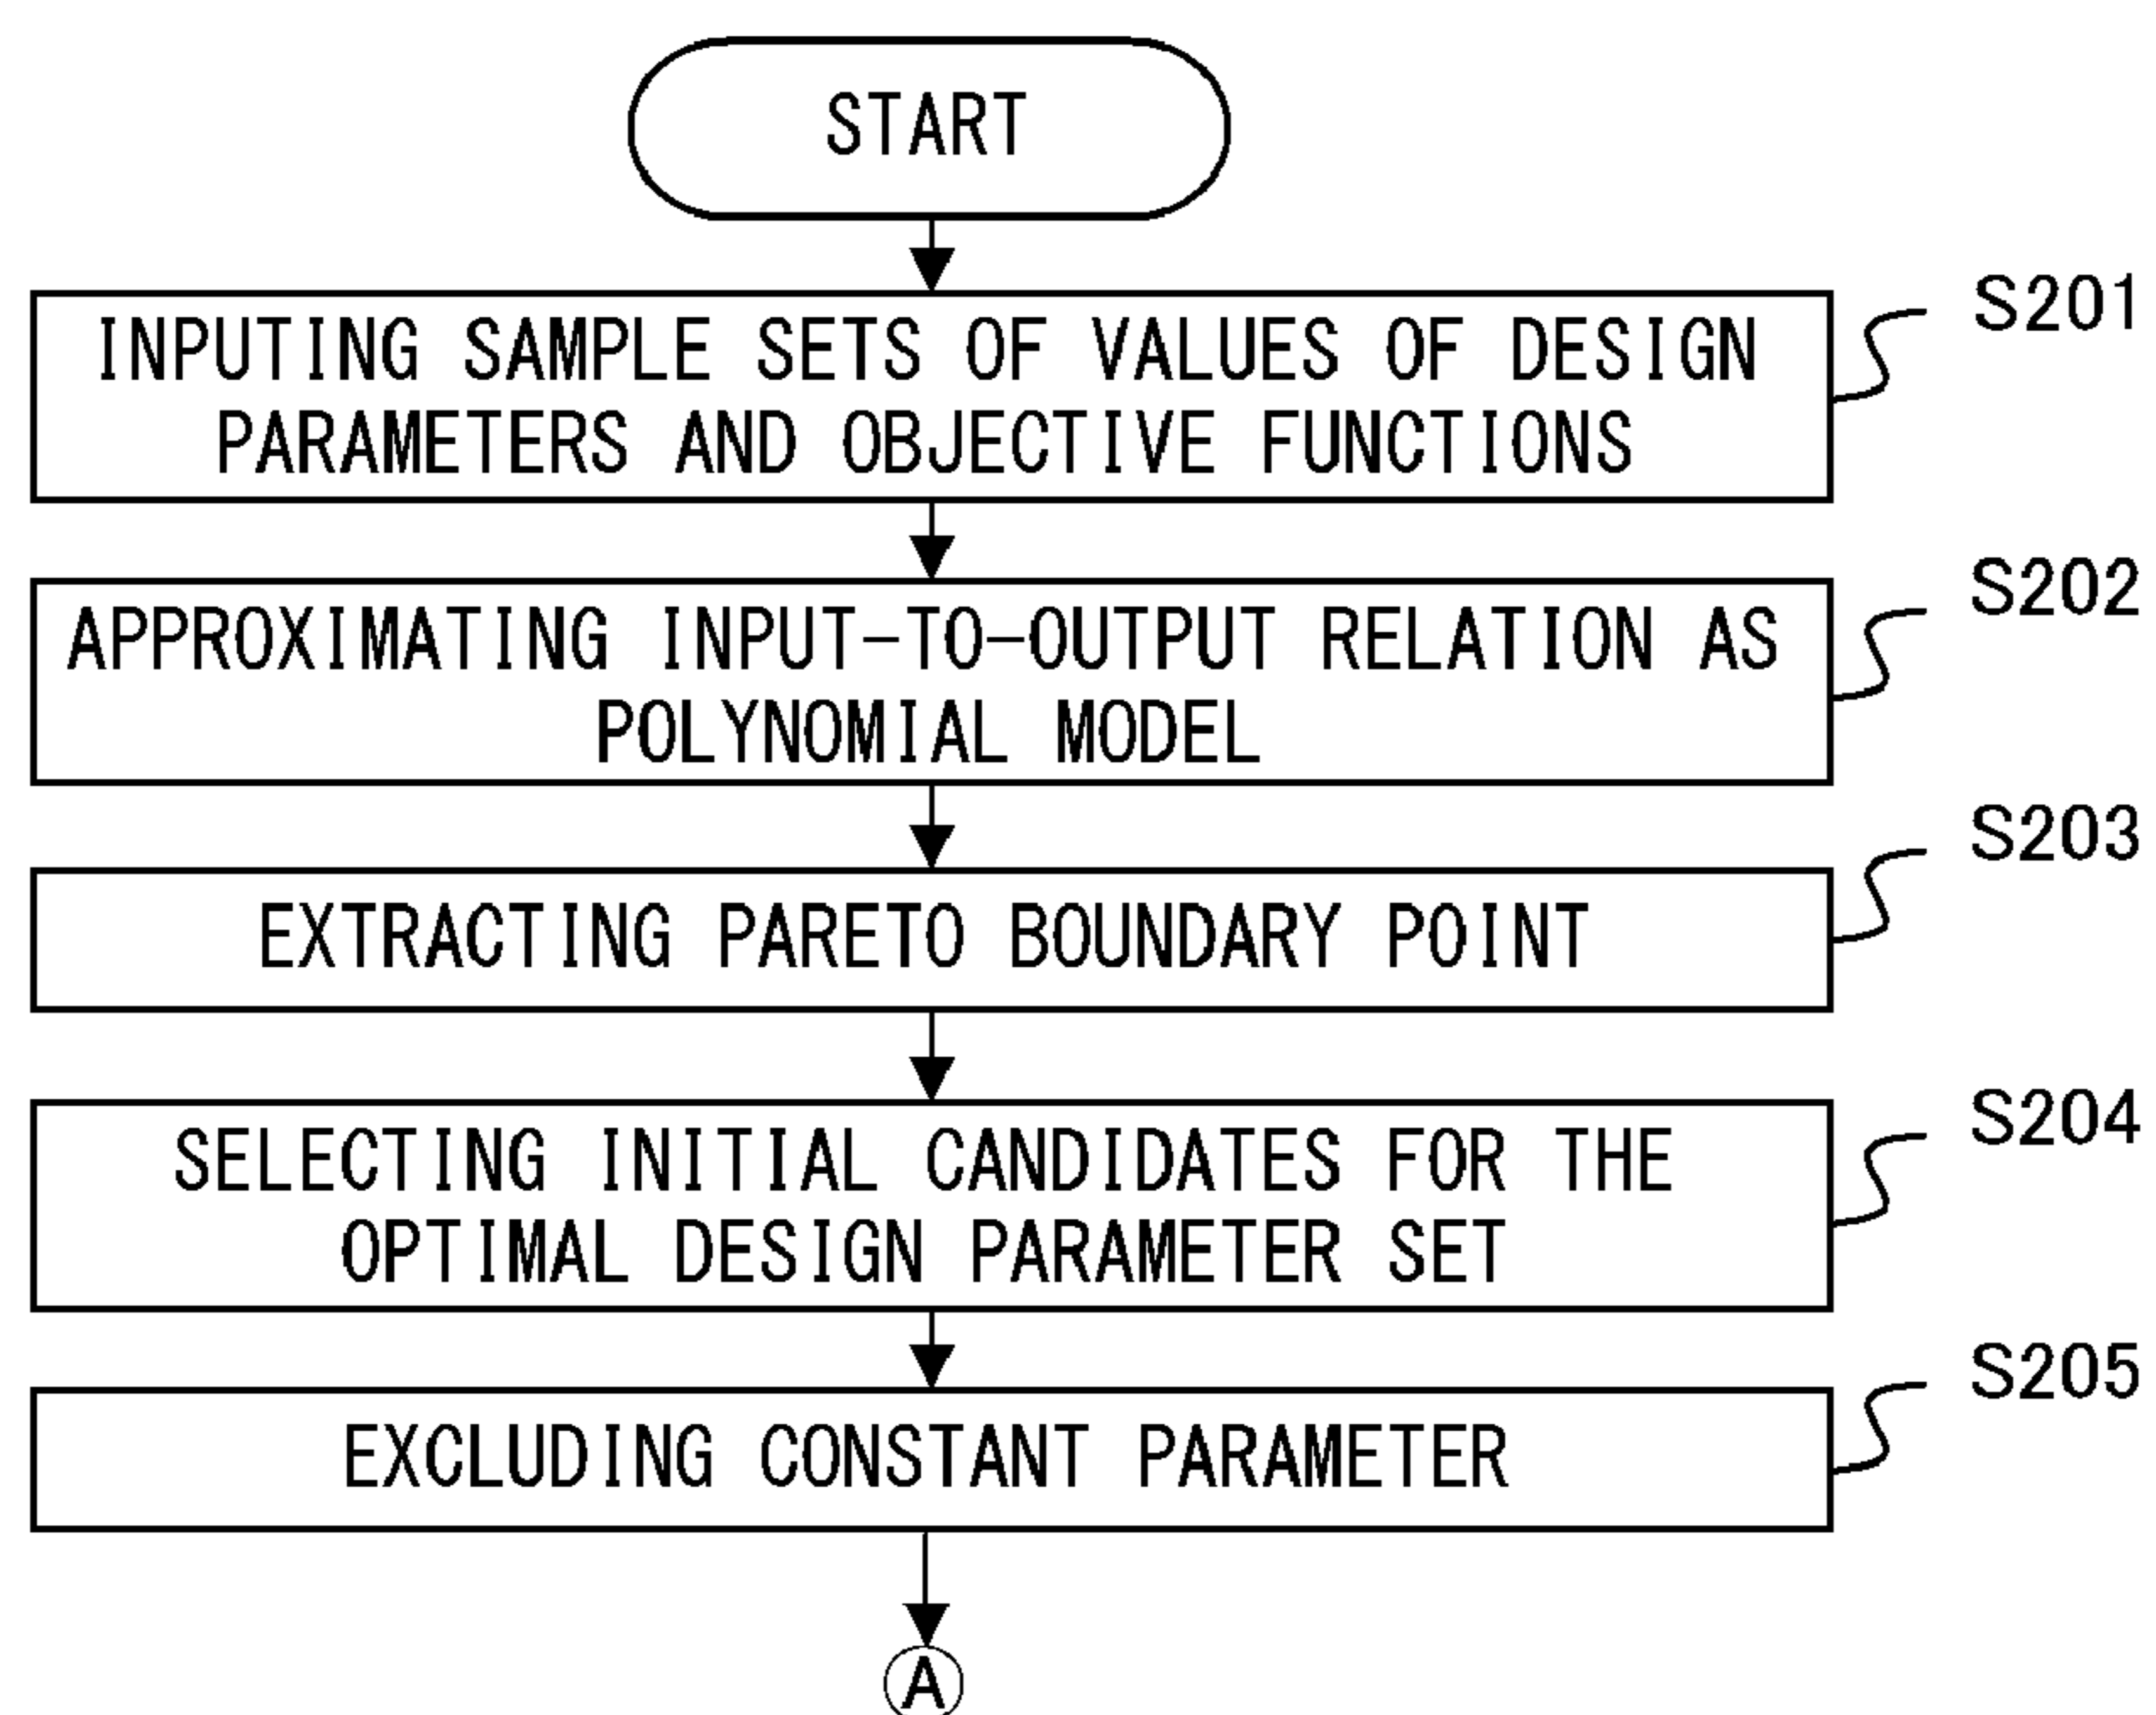 START
INPUTING SAMPLE SETS OF VALUES OF DESIGN
PARAMETERS AND OBJECTIVE FUNCTIONS
S201
APPROXIMATING INPUT-TO-OUTPUT RELATION AS
POLYNOMIAL MODEL
S202
EXTRACTING PARETO BOUNDARY POINT
S203
SELECTING INITIAL CANDIDATES FOR THE
OPTIMAL DESIGN PARAMETER SET
S204
EXCLUDING CONSTANT PARAMETER
S205
A